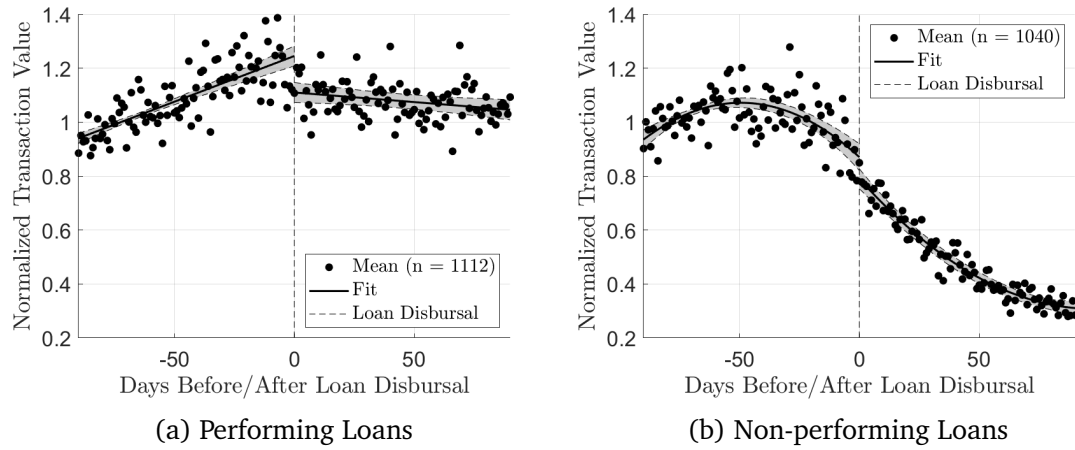 Normalized Transaction Value
1.4
1.2
1
0.8
0.6
0.4
0.2
Mean (n = 1112)
Fit
Loan Disbursal
-50
0
50
Days Before/After Loan Disbursal
(a) Performing Loans
Normalized Transaction Value
1.4
1.2
1
0.8
0.6
0.4
0.2
Mean (n = 1040)
Fit
Loan Disbursal
-50
0
50
Days Before/After Loan Disbursal
(b) Non-performing Loans